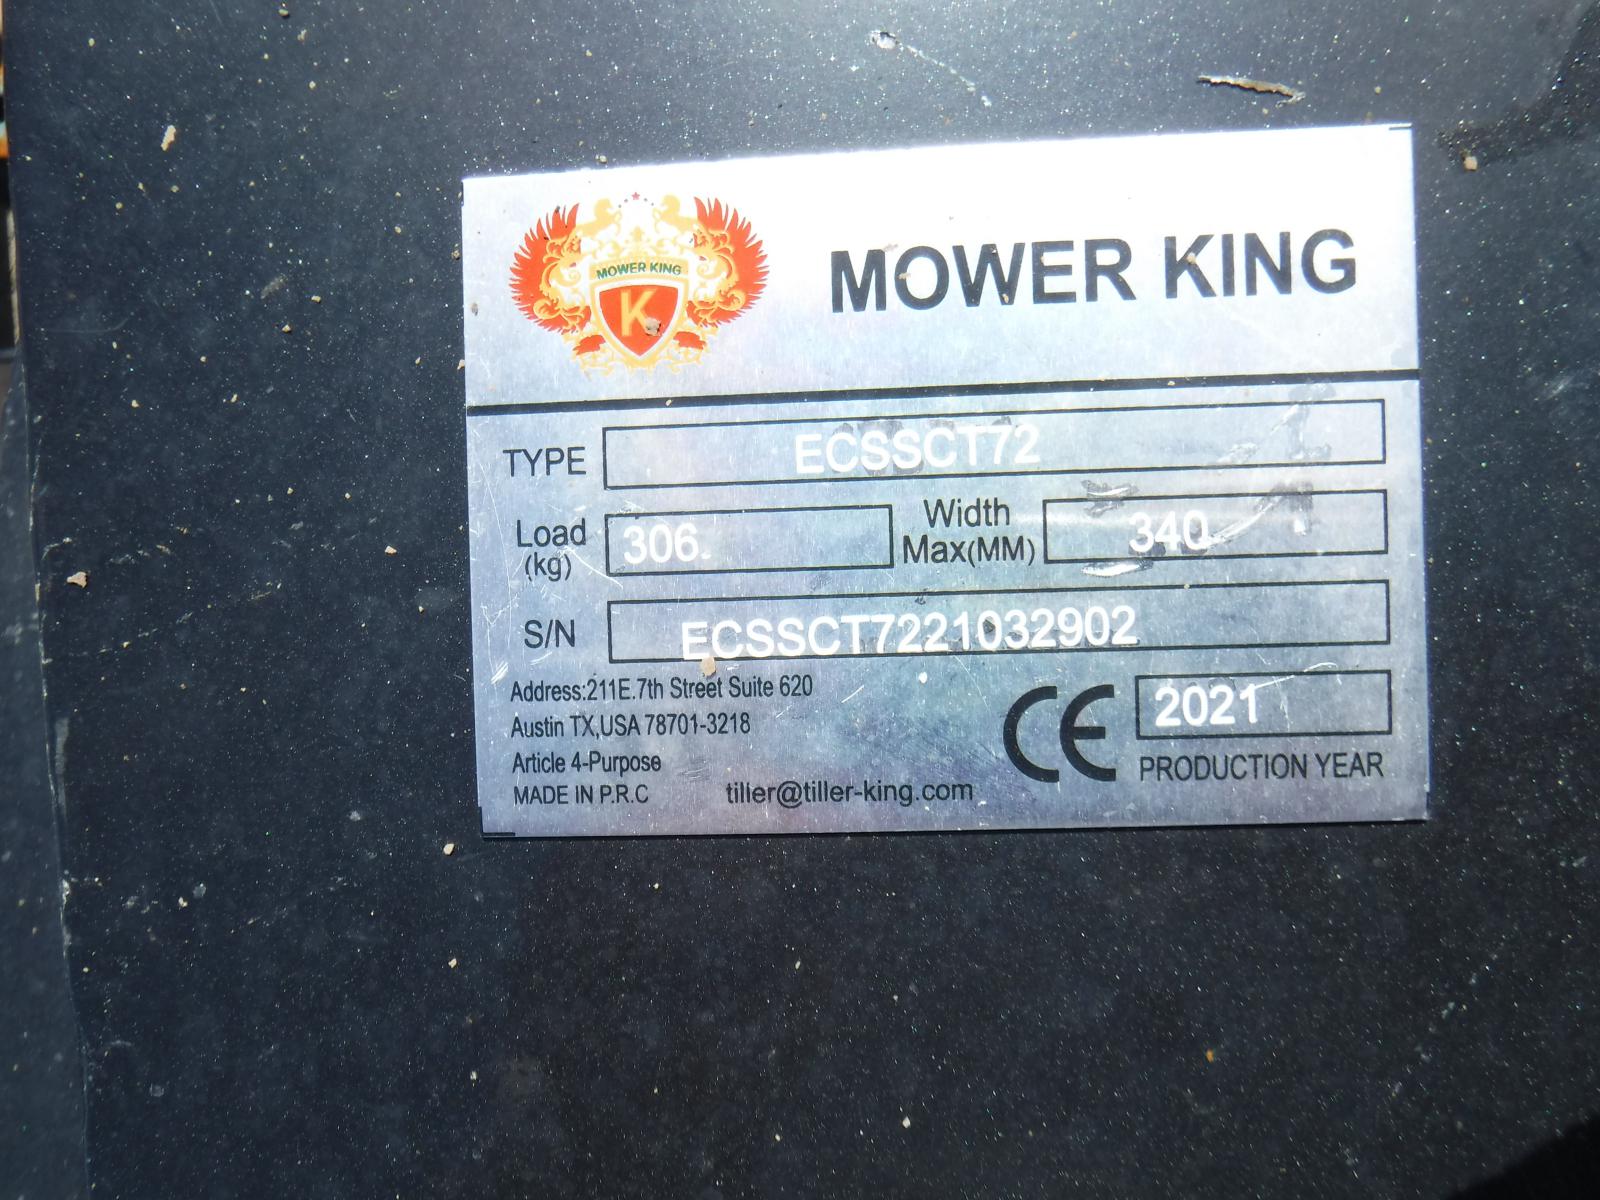 MOWER KING
K
MOWER KING
TYPE ECSSCT72
Load (kg) 306. Width Max(MM) 340
S/N ECSSCT7221032902
Address:211E.7th Street Suite 620
Austin TX,USA 78701-3218
Article 4-Purpose
MADE IN P.R.C tiller@tiller-king.com
CE 2021
PRODUCTION YEAR